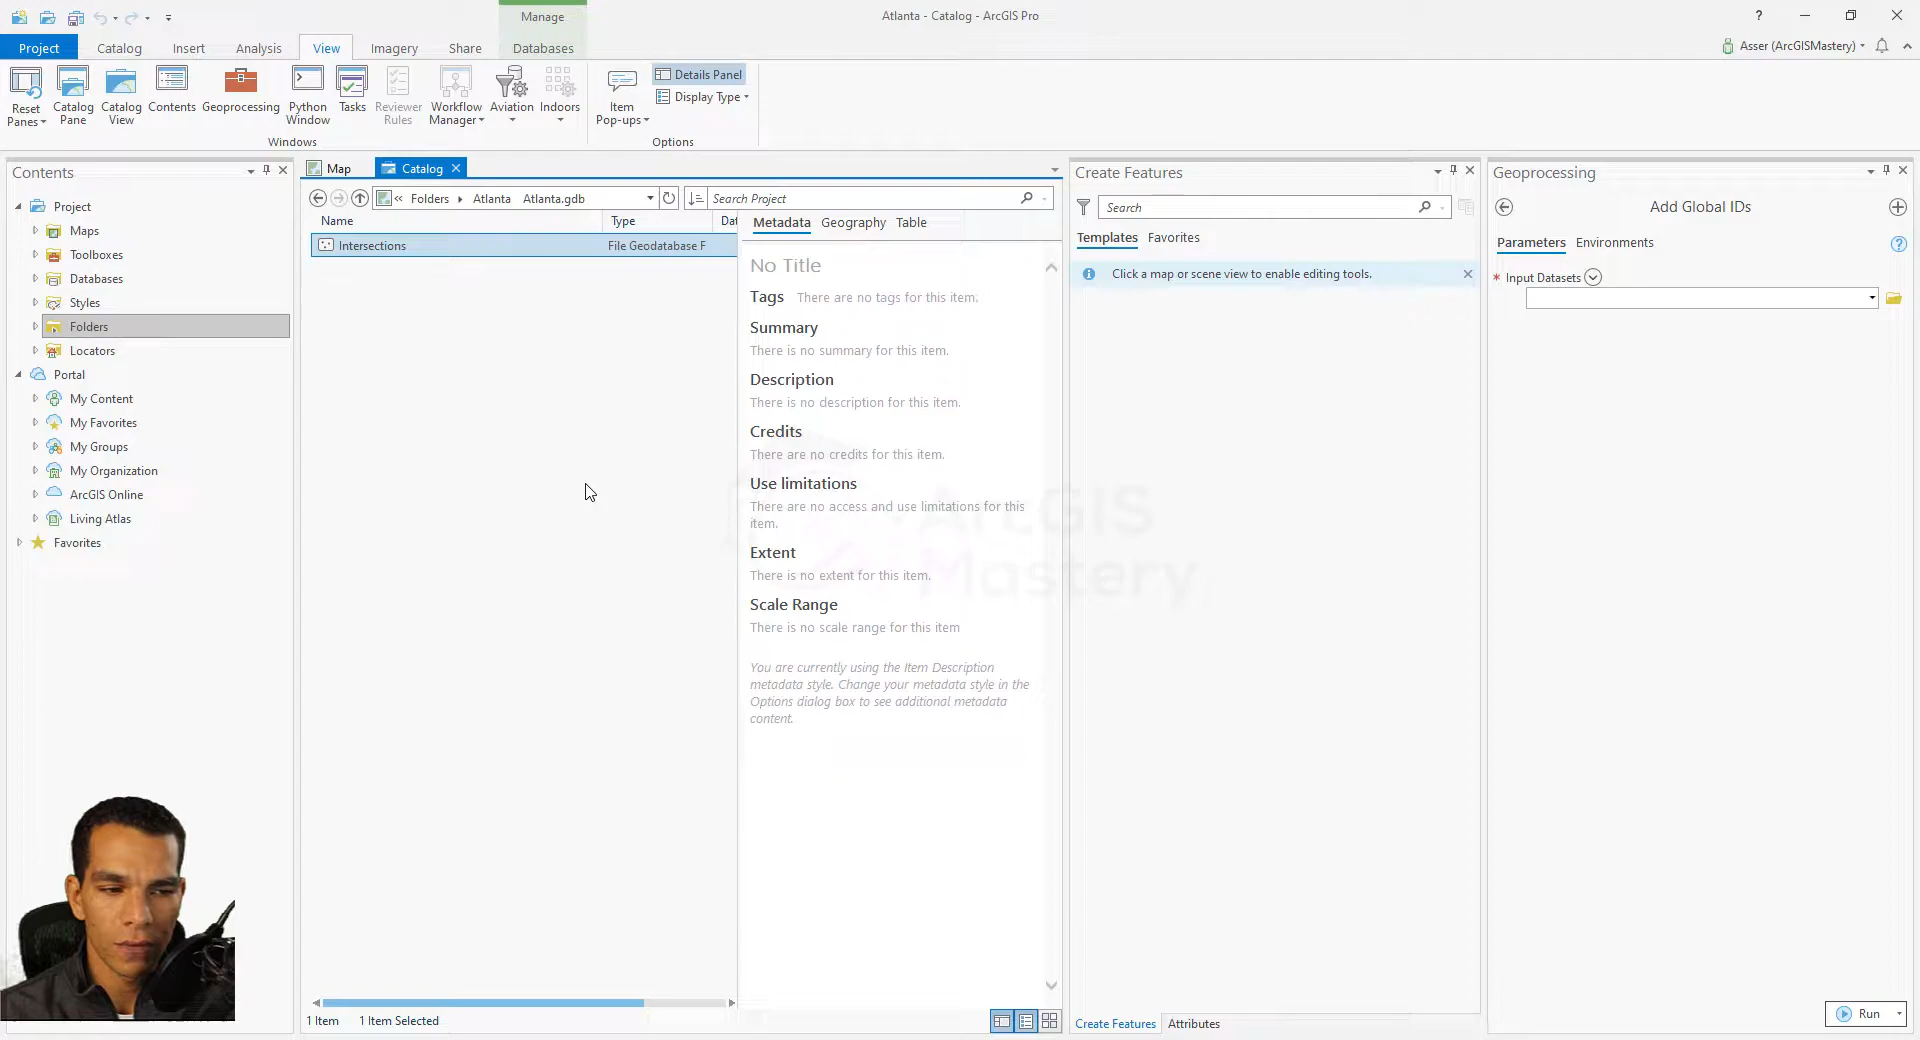 Manage
Atlanta - Catalog - ArcGIS Pro
?
Project Catalog Insert Analysis View Imagery Share Databases
Asser (ArcGISMastery)
Reset Panes
Catalog Pane
Catalog View
Contents
Geoprocessing
Python Window
Tasks
Reviewer Rules
Workflow Manager
Aviation
Indoors
Windows
Item Pop-ups
Details Panel
Display Type
Options
Contents
Project
Maps
Toolboxes
Databases
Styles
Folders
Locators
Portal
My Content
My Favorites
My Groups
My Organization
ArcGIS Online
Living Atlas
Favorites
Map Catalog
Folders Atlanta Atlanta.gdb
Search Project
Name Type Dat
Intersections File Geodatabase F
Metadata Geography Table
No Title
Tags There are no tags for this item.
Summary
There is no summary for this item.
Description
There is no description for this item.
Credits
There are no credits for this item.
Use limitations
There are no access and use limitations for this
item.
Extent
There is no extent for this item.
Scale Range
There is no scale range for this item
You are currently using the Item Description
metadata style. Change your metadata style in the
Options dialog box to see additional metadata
content.
ArcGIS
Mastery
1 Item 1 Item Selected
Create Features
Search
Templates Favorites
Click a map or scene view to enable editing tools.
Create Features Attributes
Geoprocessing
Add Global IDs
Parameters Environments
?
* Input Datasets
Run